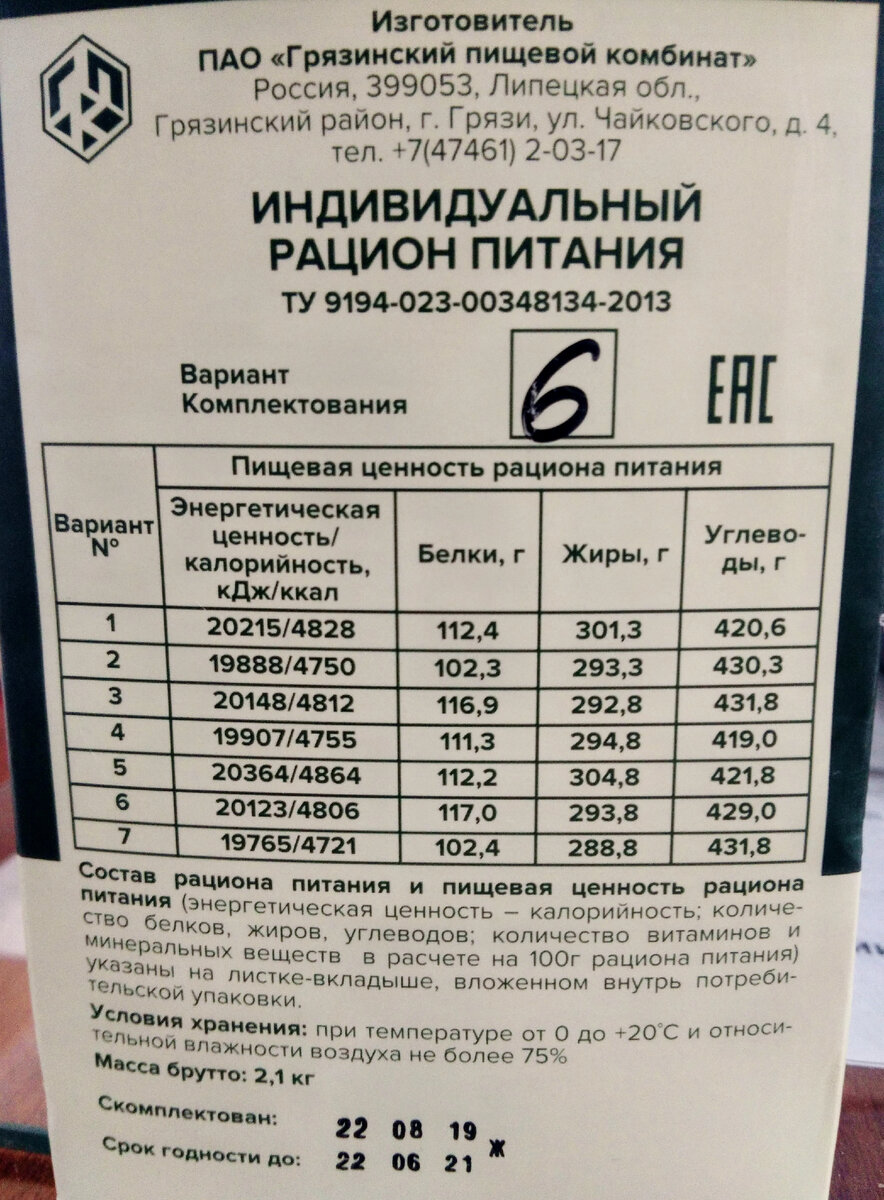 Изготовитель
ПАО «Грязинский пищевой комбинат»
Россия, 399053, Липецкая обл.,
Грязинский район, г. Грязи, ул. Чайковского, д. 4,
тел. +7(47461) 2-03-17
ИНДИВИДУАЛЬНЫЙ
РАЦИОН ПИТАНИЯ
ТУ 9194-023-00348134-2013
Вариант
Комплектования
6
ЕАС
Вариант №
Пищевая ценность рациона питания
Энергетическая
ценность/
калорийность,
кДж/ккал
Белки, г
Жиры, г
Углево-
ды, г
1 20215/4828 112,4 301,3 420,6
2 19888/4750 102,3 293,3 430,3
3 20148/4812 116,9 292,8 431,8
4 19907/4755 111,3 294,8 419,0
5 20364/4864 112,2 304,8 421,8
6 20123/4806 117,0 293,8 429,0
7 19765/4721 102,4 288,8 431,8
Состав рациона питания и пищевая ценность рациона
питания (энергетическая ценность – калорийность; количе-
ство белков, жиров, углеводов; количество витаминов и
минеральных веществ в расчете на 100г рациона питания)
указаны на листке-вкладыше, вложенном внутрь потреби-
тельской упаковки.
Условия хранения: при температуре от 0 до +20°С и относи-
тельной влажности воздуха не более 75%
Масса брутто: 2,1 кг
Скомплектован: 22 08 19
Ж
Срок годности до: 22 06 21